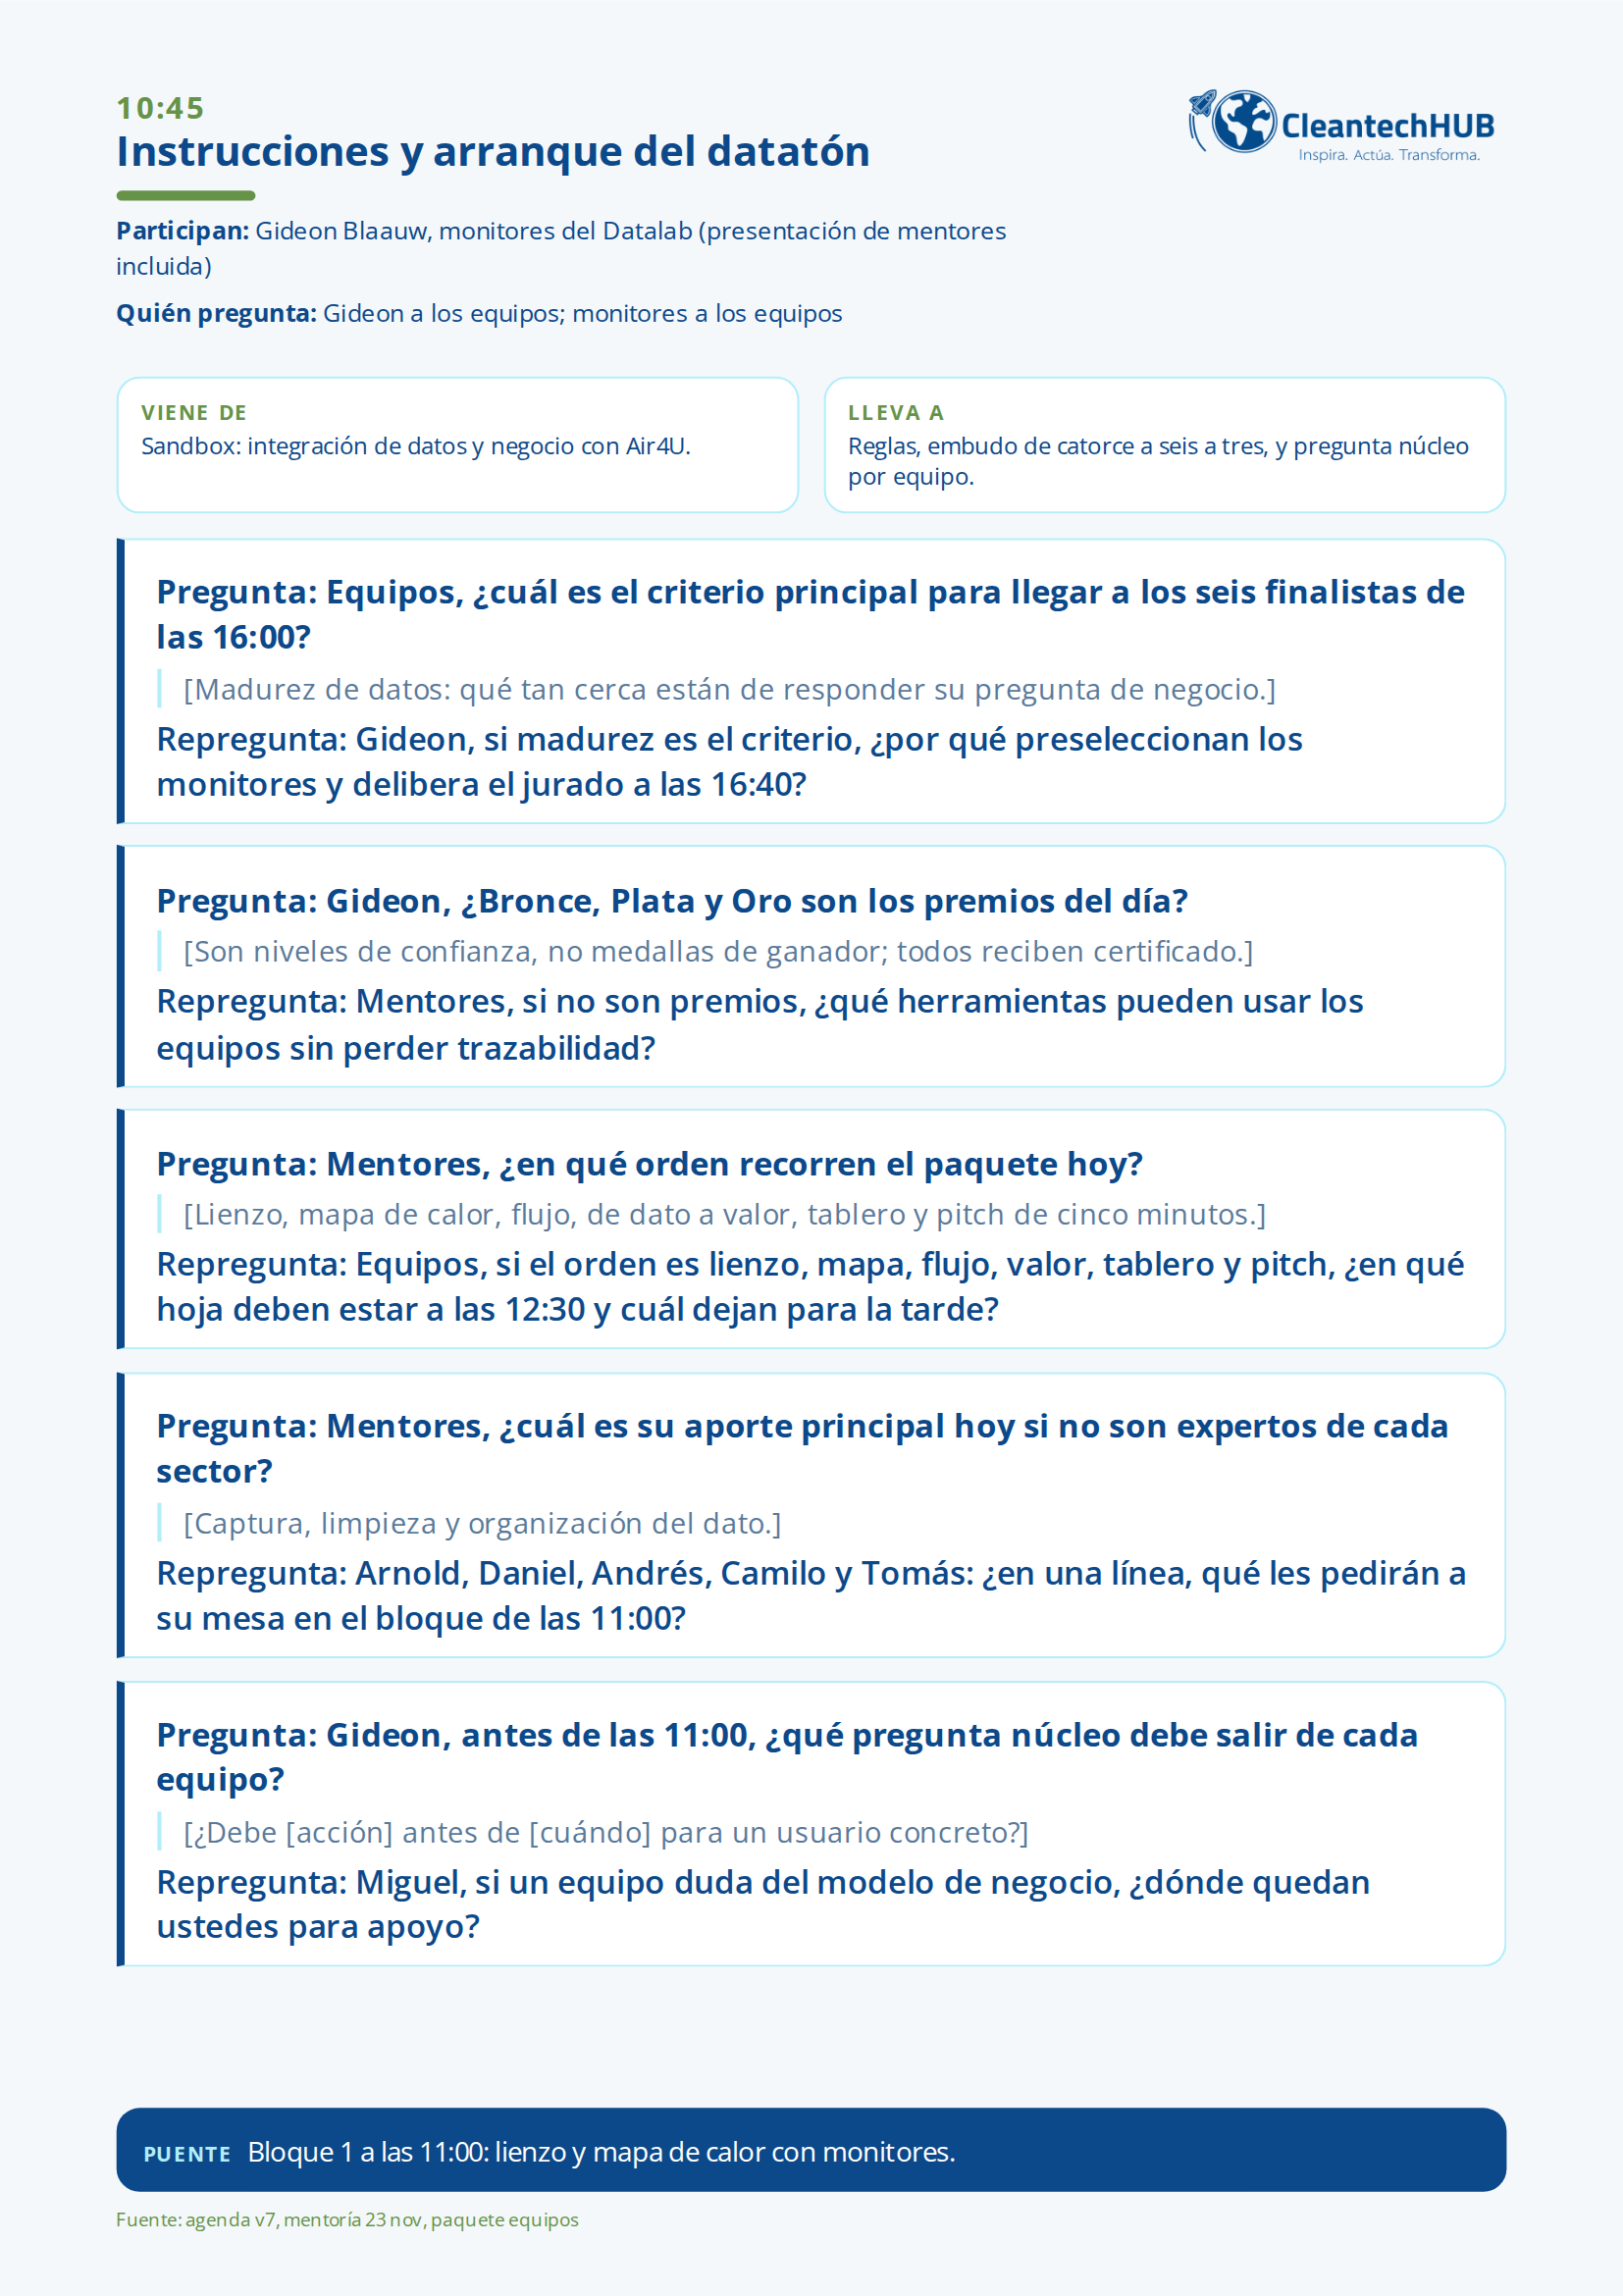 10:45
Instrucciones y arranque del datatón
CleantechHUB
Inspira. Actúa. Transforma.
Participan: Gideon Blaauw, monitores del Datalab (presentación de mentores
incluida)
Quién pregunta: Gideon a los equipos; monitores a los equipos
VIENE DE
Sandbox: integración de datos y negocio con Air4U.
LLEVA A
Reglas, embudo de catorce a seis a tres, y pregunta núcleo
por equipo.
Pregunta: Equipos, ¿cuál es el criterio principal para llegar a los seis finalistas de
las 16:00?
[Madurez de datos: qué tan cerca están de responder su pregunta de negocio.]
Repregunta: Gideon, si madurez es el criterio, ¿por qué preseleccionan los
monitores y delibera el jurado a las 16:40?
Pregunta: Gideon, ¿Bronce, Plata y Oro son los premios del día?
[Son niveles de confianza, no medallas de ganador; todos reciben certificado.]
Repregunta: Mentores, si no son premios, ¿qué herramientas pueden usar los
equipos sin perder trazabilidad?
Pregunta: Mentores, ¿en qué orden recorren el paquete hoy?
[Lienzo, mapa de calor, flujo, de dato a valor, tablero y pitch de cinco minutos.]
Repregunta: Equipos, si el orden es lienzo, mapa, flujo, valor, tablero y pitch, ¿en qué
hoja deben estar a las 12:30 y cuál dejan para la tarde?
Pregunta: Mentores, ¿cuál es su aporte principal hoy si no son expertos de cada
sector?
[Captura, limpieza y organización del dato.]
Repregunta: Arnold, Daniel, Andrés, Camilo y Tomás: ¿en una línea, qué les pedirán a
su mesa en el bloque de las 11:00?
Pregunta: Gideon, antes de las 11:00, ¿qué pregunta núcleo debe salir de cada
equipo?
[¿Debe [acción] antes de [cuándo] para un usuario concreto?]
Repregunta: Miguel, si un equipo duda del modelo de negocio, ¿dónde quedan
ustedes para apoyo?
PUENTE Bloque 1 a las 11:00: lienzo y mapa de calor con monitores.
Fuente: agenda v7, mentoría 23 nov, paquete equipos